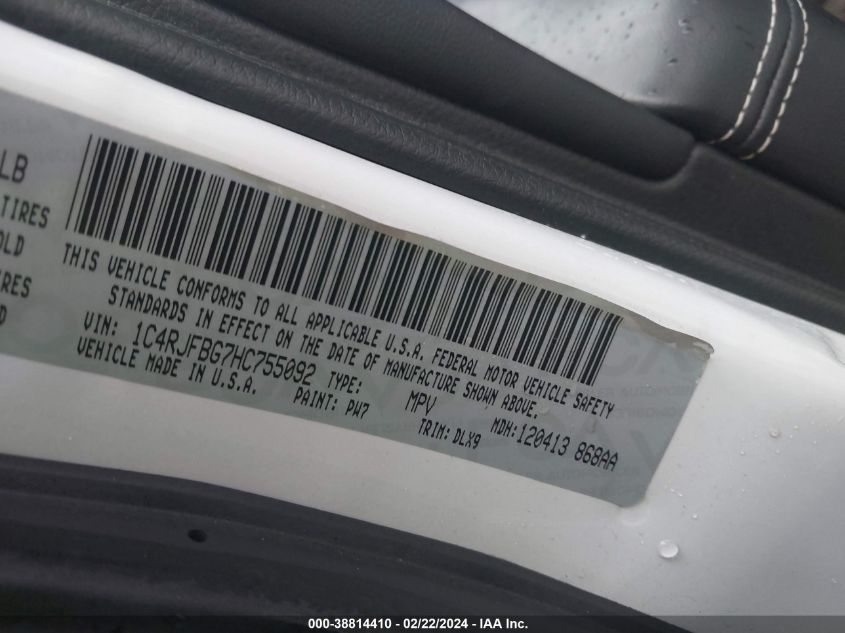 LB
TIRES
OLD
IRES
D
THIS VEHICLE CONFORMS TO ALL APPLICABLE U.S.A. FEDERAL MOTOR VEHICLE SAFETY
STANDARDS IN EFFECT ON THE DATE OF MANUFACTURE SHOWN ABOVE.
VIN: 1C4RJFBG7HC755092 TYPE: MPV MDH:120413 868AA
VEHICLE MADE IN U.S.A. PAINT: PW7 TRIM: DLX9
000-38814410 - 02/22/2024 - IAA Inc.